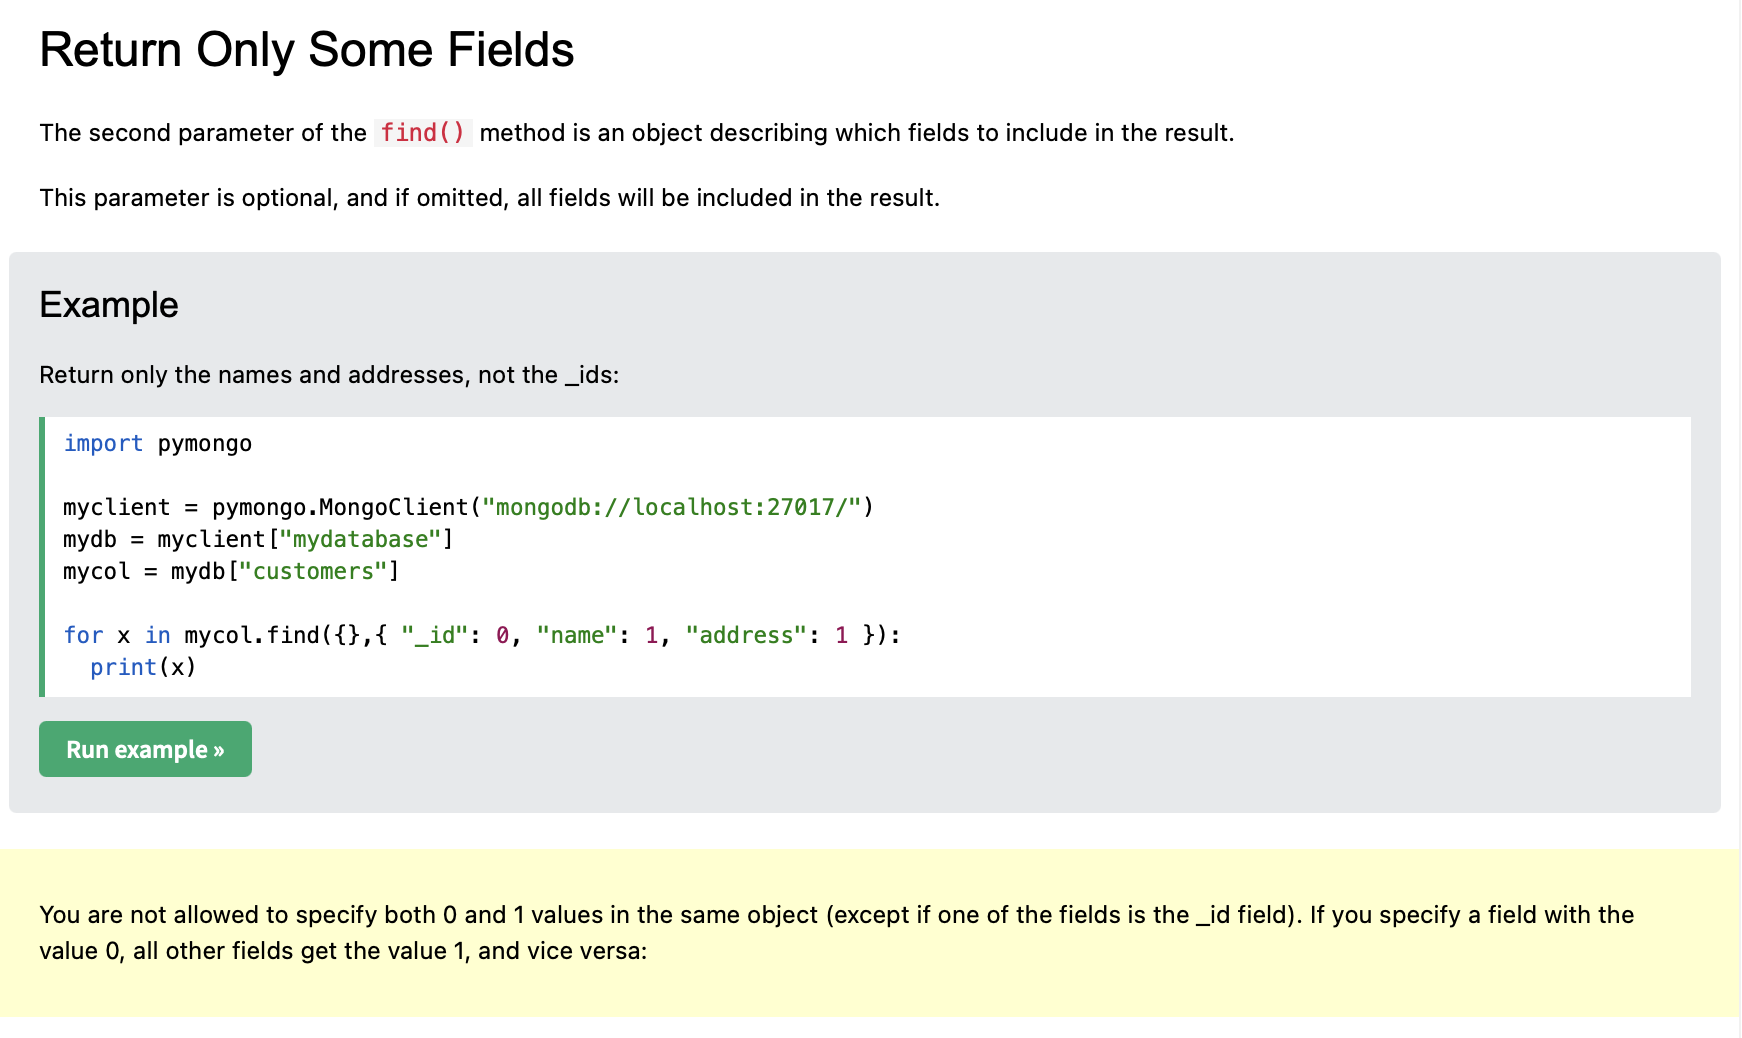 Return Only Some Fields
The second parameter of the find() method is an object describing which fields to include in the result.
This parameter is optional, and if omitted, all fields will be included in the result.
Example
Return only the names and addresses, not the _ids:
import pymongo
myclient = pymongo.MongoClient("mongodb://localhost:27017/")
mydb = myclient["mydatabase"]
mycol = mydb["customers"]
for x in mycol.find({},{ "_id": 0, "name": 1, "address": 1 }):
  print(x)
Run example »
You are not allowed to specify both 0 and 1 values in the same object (except if one of the fields is the _id field). If you specify a field with the
value 0, all other fields get the value 1, and vice versa: